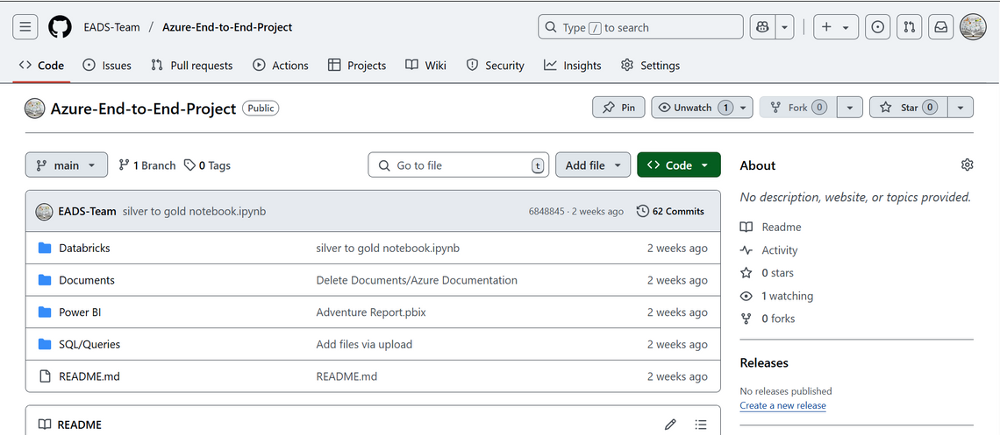 EADS-Team / Azure-End-to-End-Project
Type / to search
Code Issues Pull requests Actions Projects Wiki Security Insights Settings
Azure-End-to-End-Project Public
Pin Unwatch 1 Fork 0 Star 0
main 1 Branch 0 Tags
Go to file t Add file Code
EADS-Team silver to gold notebook.ipynb 6848845 · 2 weeks ago 62 Commits
Databricks silver to gold notebook.ipynb 2 weeks ago
Documents Delete Documents/Azure Documentation 2 weeks ago
Power BI Adventure Report.pbix 2 weeks ago
SQL/Queries Add files via upload 2 weeks ago
README.md README.md 2 weeks ago
README
About
No description, website, or topics provided.
Readme
Activity
0 stars
1 watching
0 forks
Releases
No releases published
Create a new release